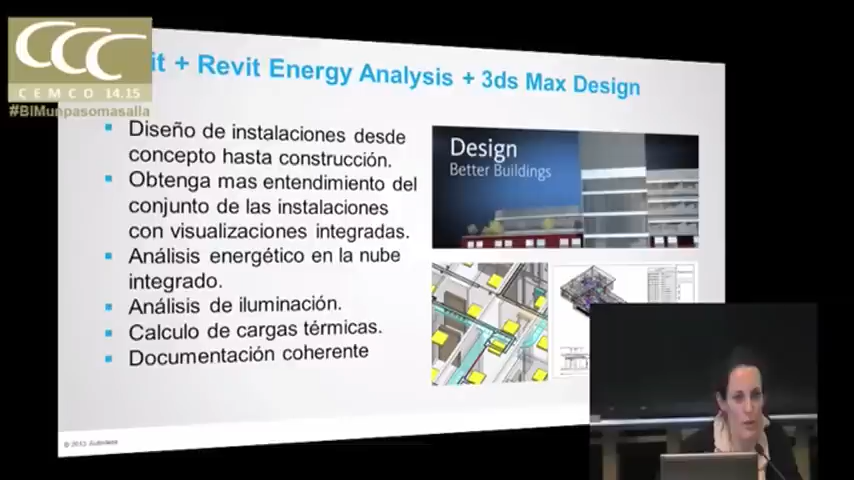 CCC
CEMCO 14.15
#BIMunpasomasalla
it + Revit Energy Analysis + 3ds Max Design
Diseño de instalaciones desde
concepto hasta construcción.
Obtenga mas entendimiento del
conjunto de las instalaciones
con visualizaciones integradas.
Análisis energético en la nube
integrado.
Análisis de iluminación.
Calculo de cargas térmicas.
Documentación coherente
Design
Better Buildings
© 2013 Autodesk